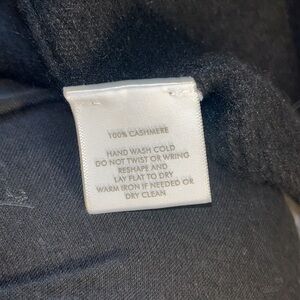 100% CASHMERE
HAND WASH COLD
DO NOT TWIST OR WRING
RESHAPE AND
LAY FLAT TO DRY
WARM IRON IF NEEDED OR
DRY CLEAN